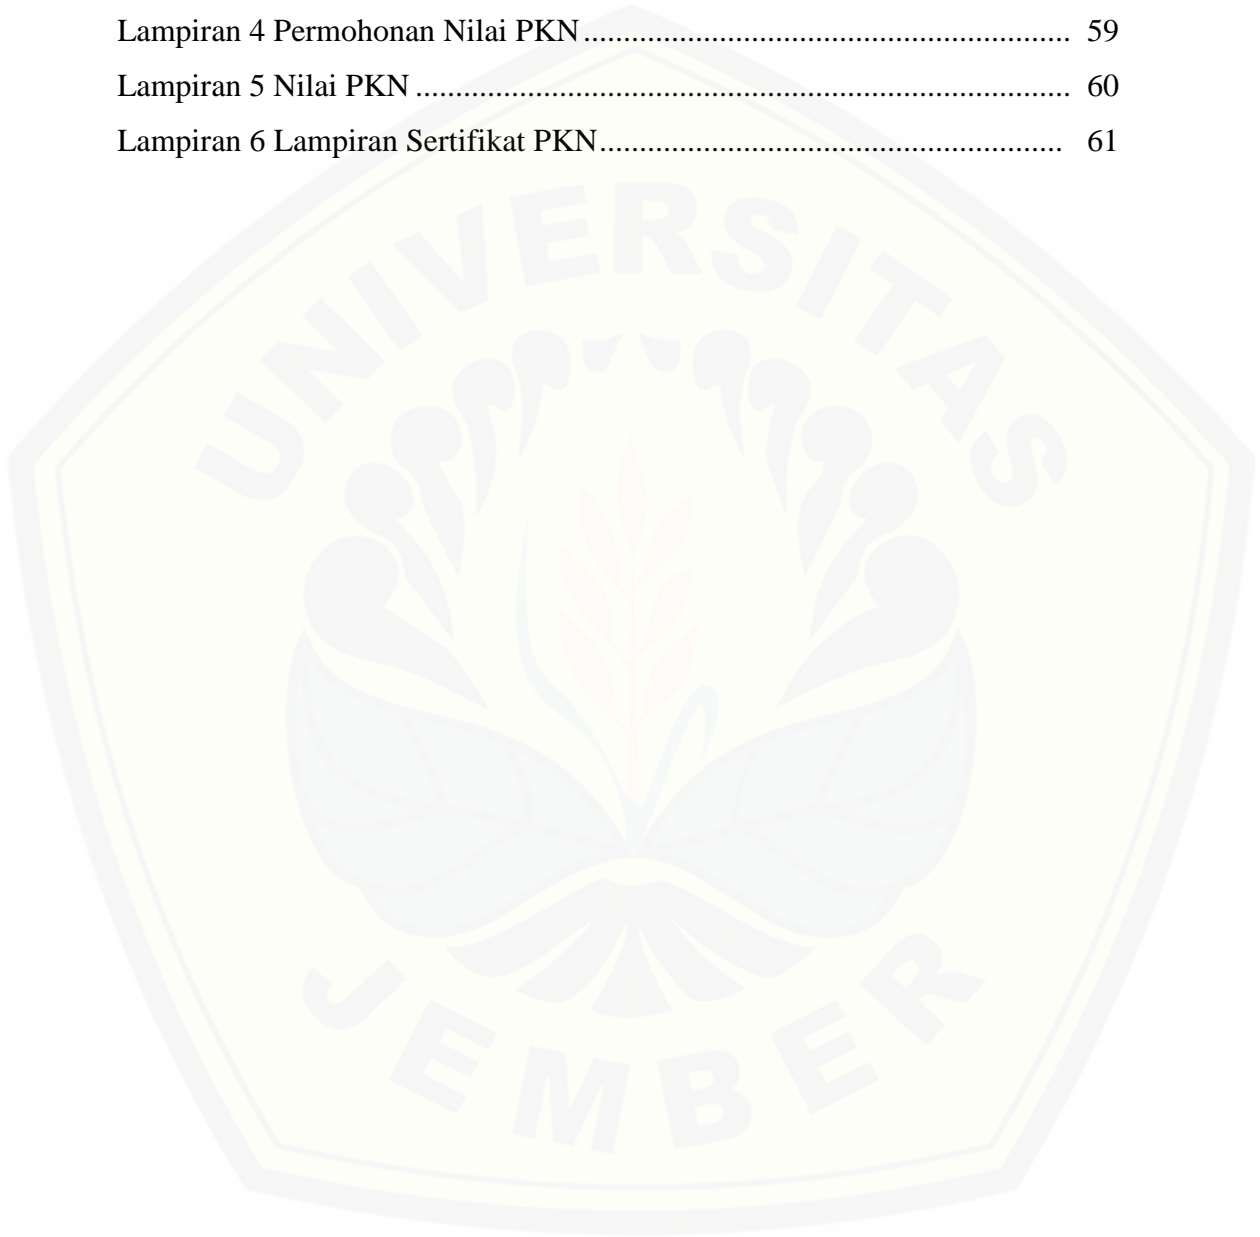 Lampiran 4 Permohonan Nilai PKN............................................................. 59
Lampiran 5 Nilai PKN .................................................................................. 60
Lampiran 6 Lampiran Sertifikat PKN.......................................................... 61
UNIVERSITAS
JEMBER